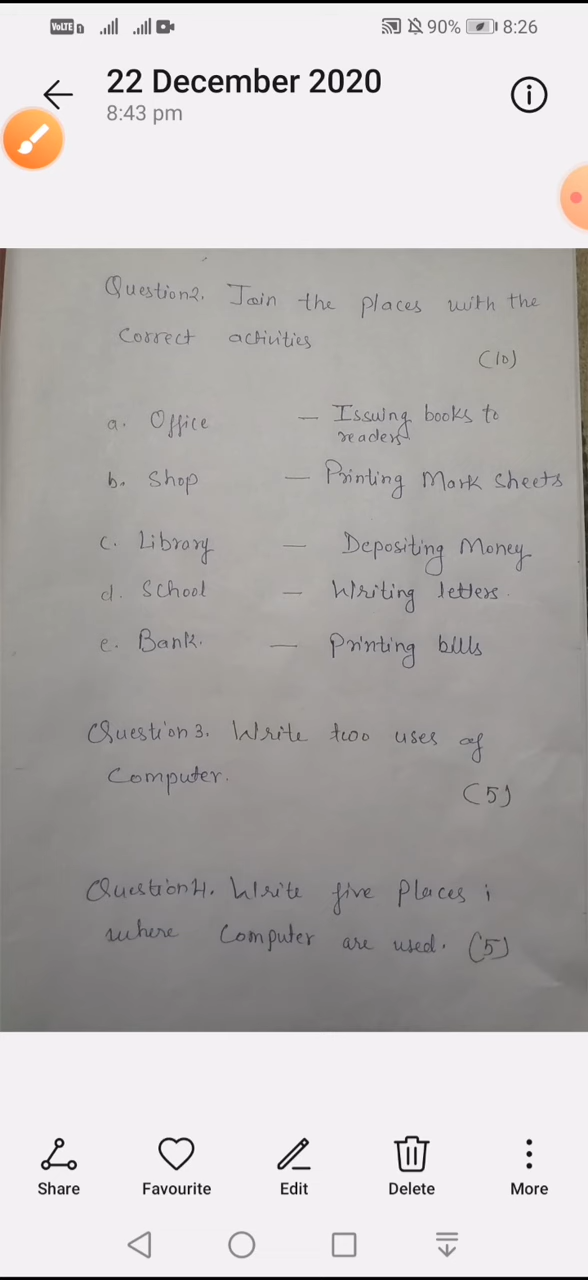 VoLTE 90% 8:26
22 December 2020
8:43 pm
Question2. Join the places with the
Correct activities
(10)
a. Office — Issuing books to
readers
b. Shop — Printing Mark Sheets
c. Library — Depositing Money
d. School — Writing letters.
e. Bank. — Printing bills
Question 3. Write two uses of
Computer.
(5)
Question 4. Write five Places i
where Computer are used. (5)
Share Favourite Edit Delete More